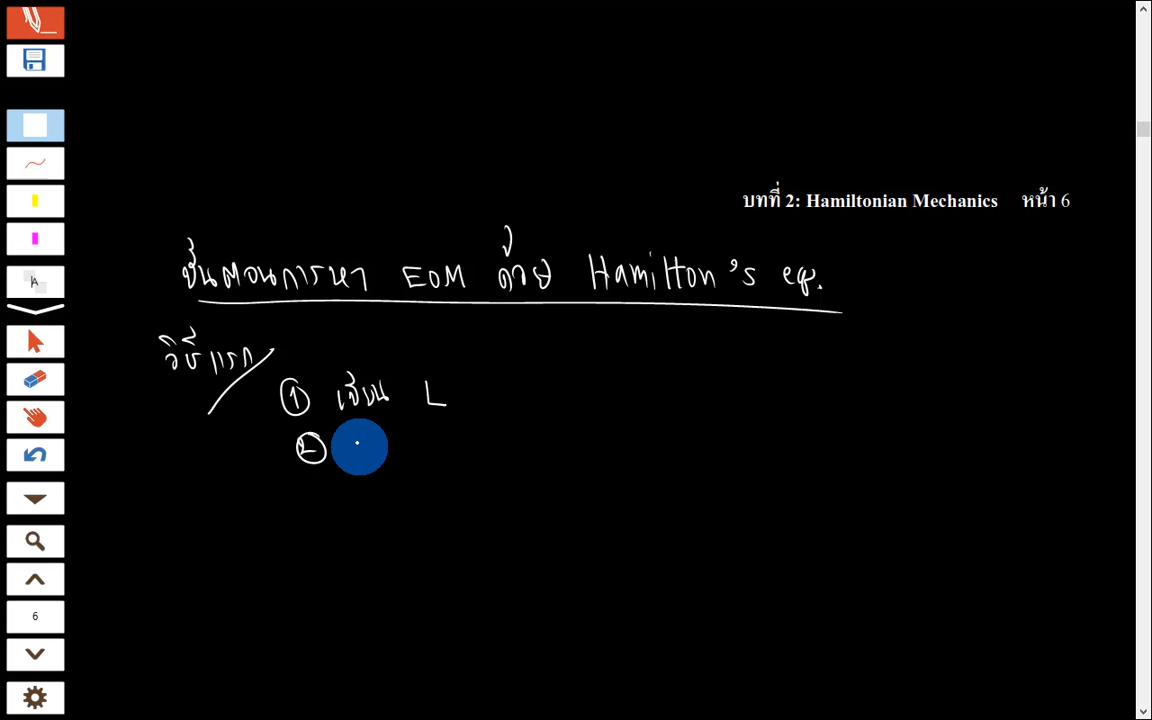 บทที่ 2: Hamiltonian Mechanics หน้า 6
ขั้นตอนการหา EOM ด้วย Hamilton's eq.
วิธีแรก
① เขียน L
②
A
6